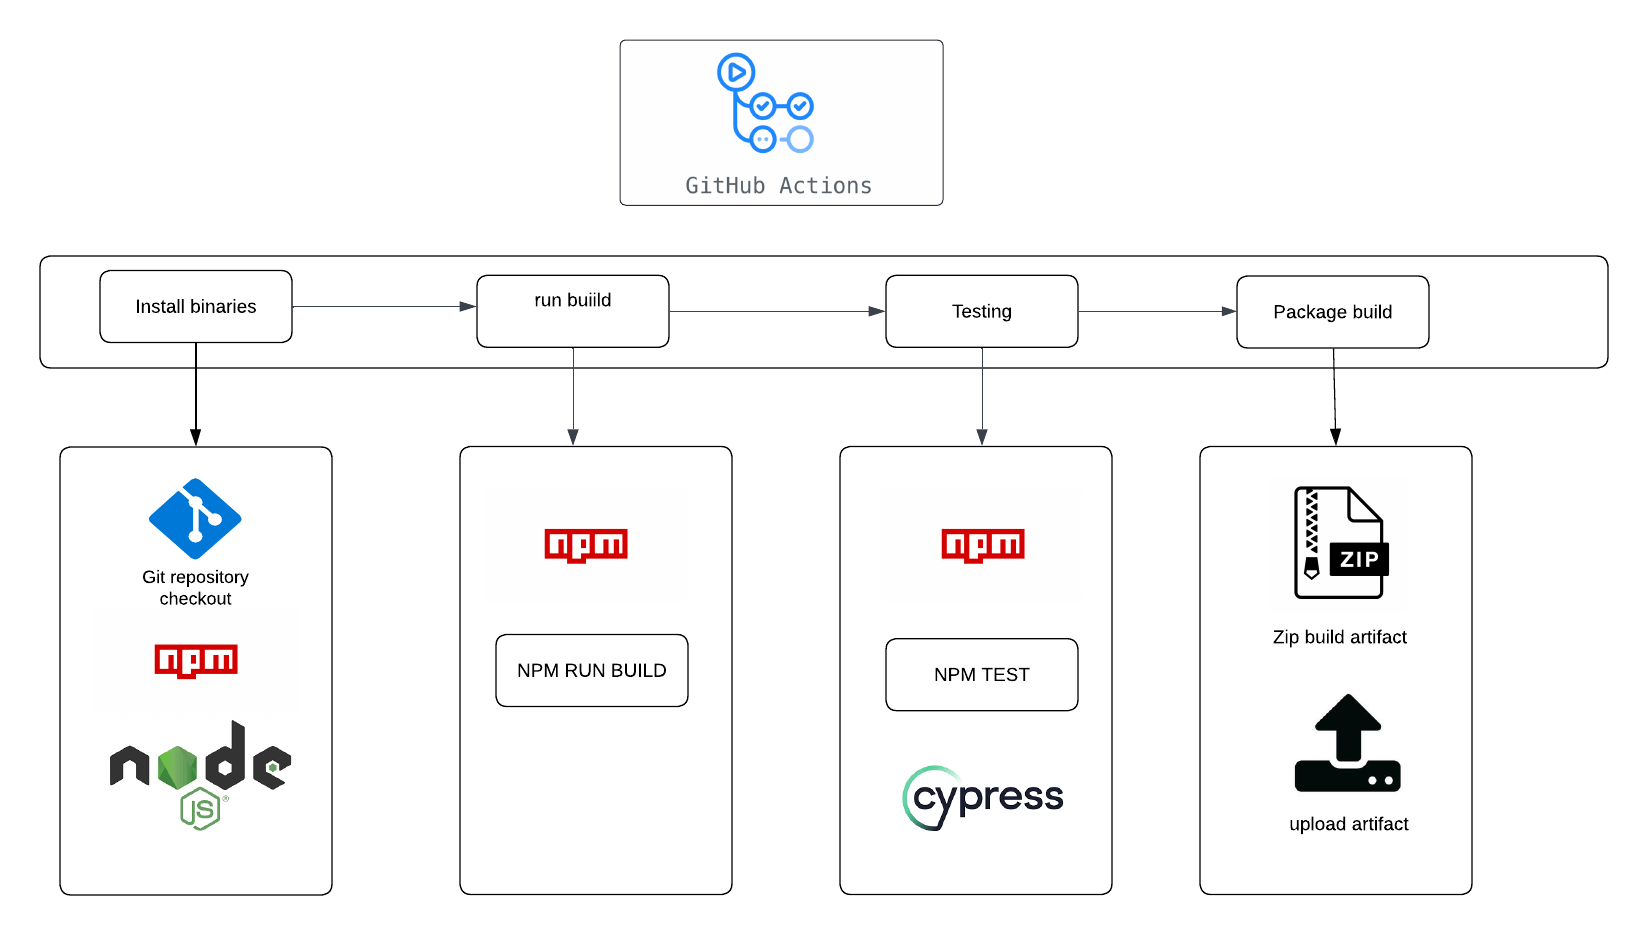 GitHub Actions
Install binaries
run buiild
Testing
Package build
Git repository
checkout
npm
node
JS
®
npm
NPM RUN BUILD
npm
NPM TEST
cypress
ZIP
Zip build artifact
upload artifact